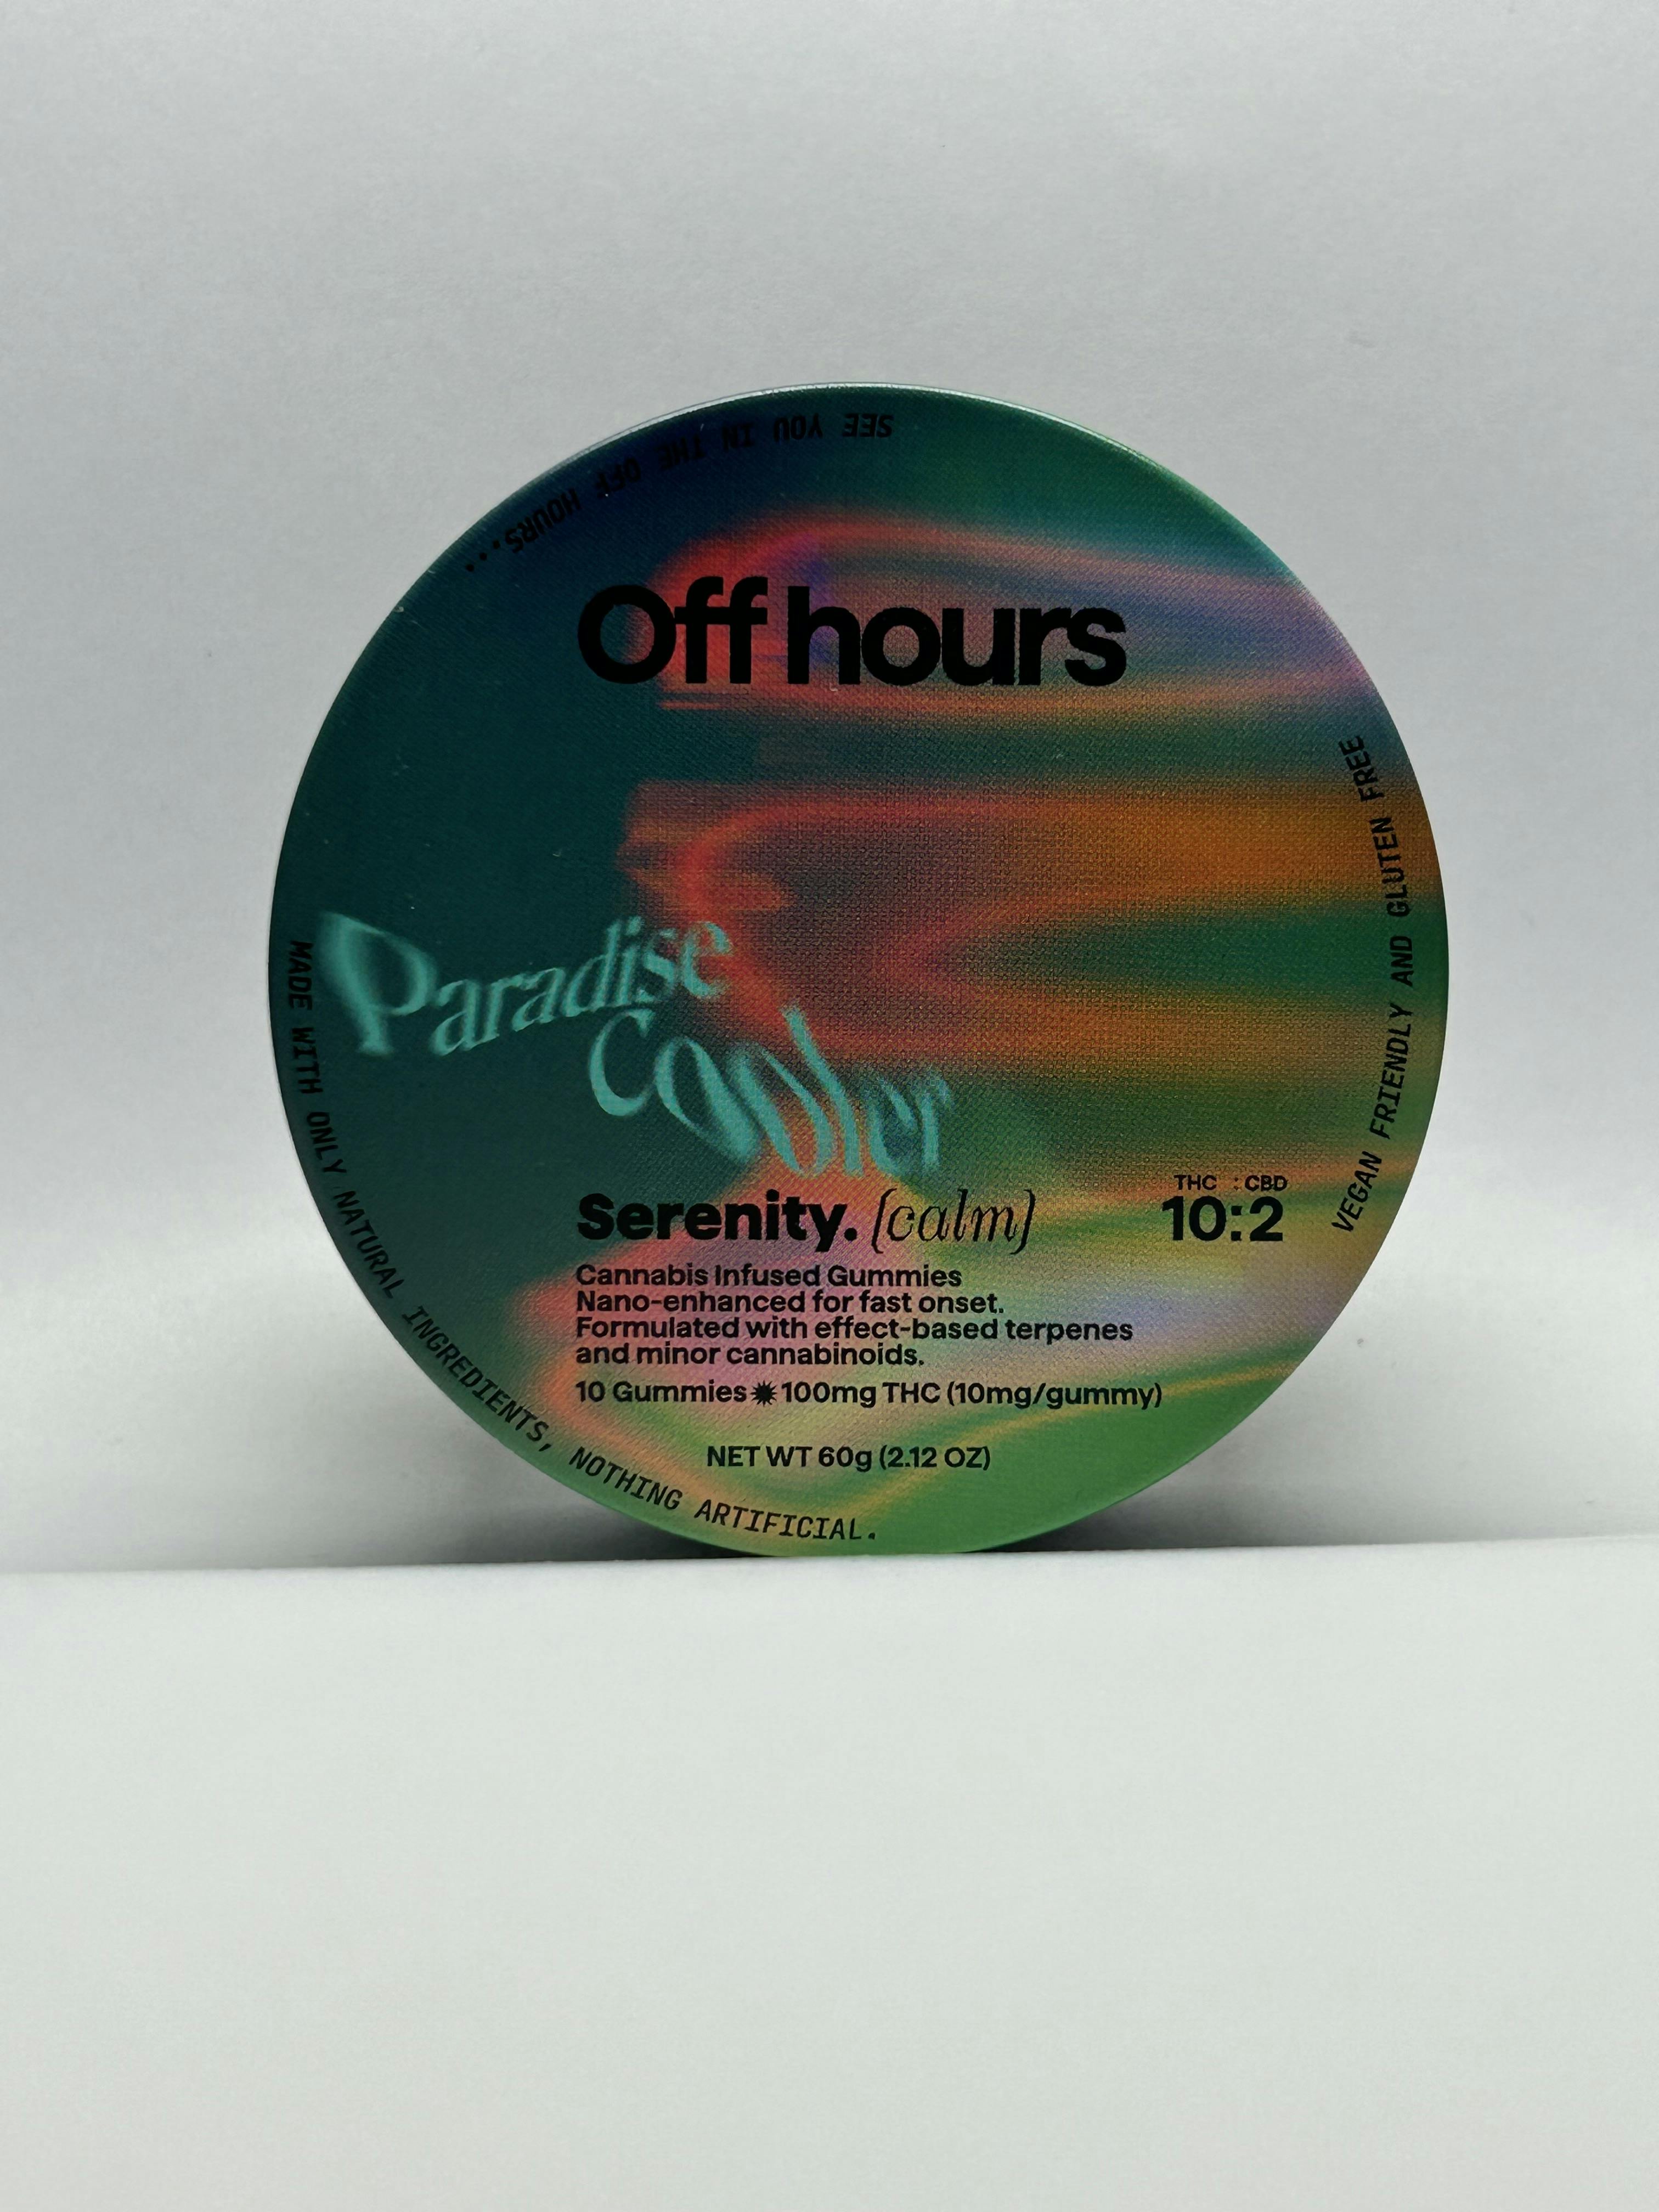 SEE YOU IN THE OFF HOURS...
Off hours
Paradise
Cooler
Serenity. [calm]
THC : CBD
10:2
Cannabis Infused Gummies
Nano-enhanced for fast onset.
Formulated with effect-based terpenes
and minor cannabinoids.
10 Gummies✹100mg THC (10mg/gummy)
NET WT 60g (2.12 OZ)
MADE WITH ONLY NATURAL INGREDIENTS, NOTHING ARTIFICIAL.
VEGAN FRIENDLY AND GLUTEN FREE